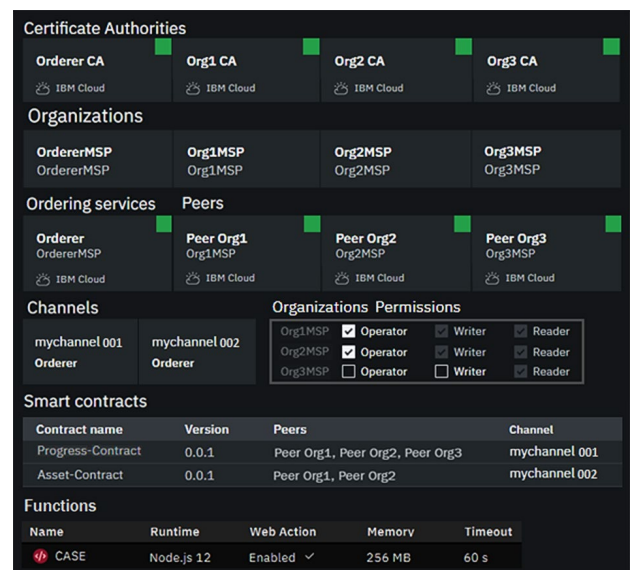 Certificate Authorities
Orderer CA Org1 CA Org2 CA Org3 CA
IBM Cloud IBM Cloud IBM Cloud IBM Cloud
Organizations
OrdererMSP Org1MSP Org2MSP Org3MSP
OrdererMSP Org1MSP Org2MSP Org3MSP
Ordering services Peers
Orderer Peer Org1 Peer Org2 Peer Org3
OrdererMSP Org1MSP Org2MSP Org3MSP
IBM Cloud IBM Cloud IBM Cloud IBM Cloud
Channels Organizations Permissions
Org1MSP Operator Writer Reader
mychannel 001 mychannel 002
Org2MSP Operator Writer Reader
Orderer Orderer
Org3MSP Operator Writer Reader
Smart contracts
Contract name Version Peers Channel
Progress-Contract 0.0.1 Peer Org1, Peer Org2, Peer Org3 mychannel 001
Asset-Contract 0.0.1 Peer Org1, Peer Org2 mychannel 002
Functions
Name Runtime Web Action Memory Timeout
CASE Node.js 12 Enabled 256 MB 60 s